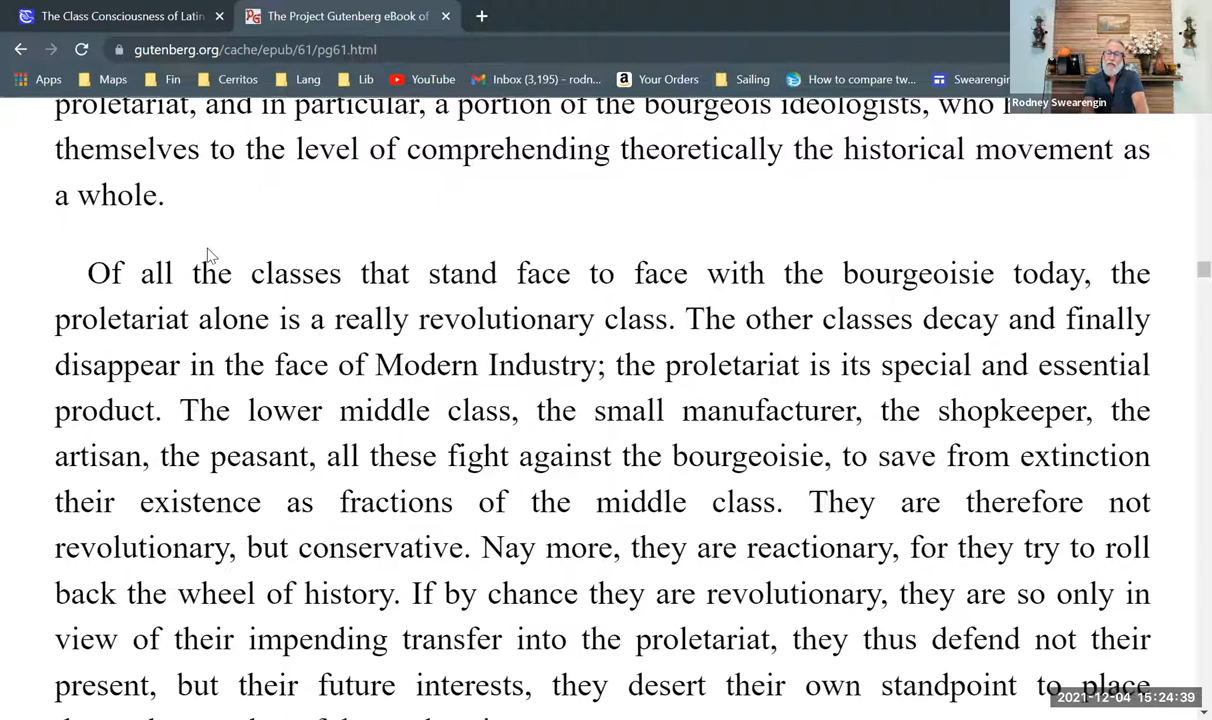 The Class Consciousness of Latin
The Project Gutenberg eBook of
gutenberg.org/cache/epub/61/pg61.html
Apps
Maps
Fin
Cerritos
Lang
Lib
YouTube
Inbox (3,195) - rodn...
Your Orders
Sailing
How to compare tw...
Swearengin
Rodney Swearengin
proletariat, and in particular, a portion of the bourgeois ideologists, who
themselves to the level of comprehending theoretically the historical movement as
a whole.
Of all the classes that stand face to face with the bourgeoisie today, the
proletariat alone is a really revolutionary class. The other classes decay and finally
disappear in the face of Modern Industry; the proletariat is its special and essential
product. The lower middle class, the small manufacturer, the shopkeeper, the
artisan, the peasant, all these fight against the bourgeoisie, to save from extinction
their existence as fractions of the middle class. They are therefore not
revolutionary, but conservative. Nay more, they are reactionary, for they try to roll
back the wheel of history. If by chance they are revolutionary, they are so only in
view of their impending transfer into the proletariat, they thus defend not their
present, but their future interests, they desert their own standpoint to place
2021-12-04 15:24:39